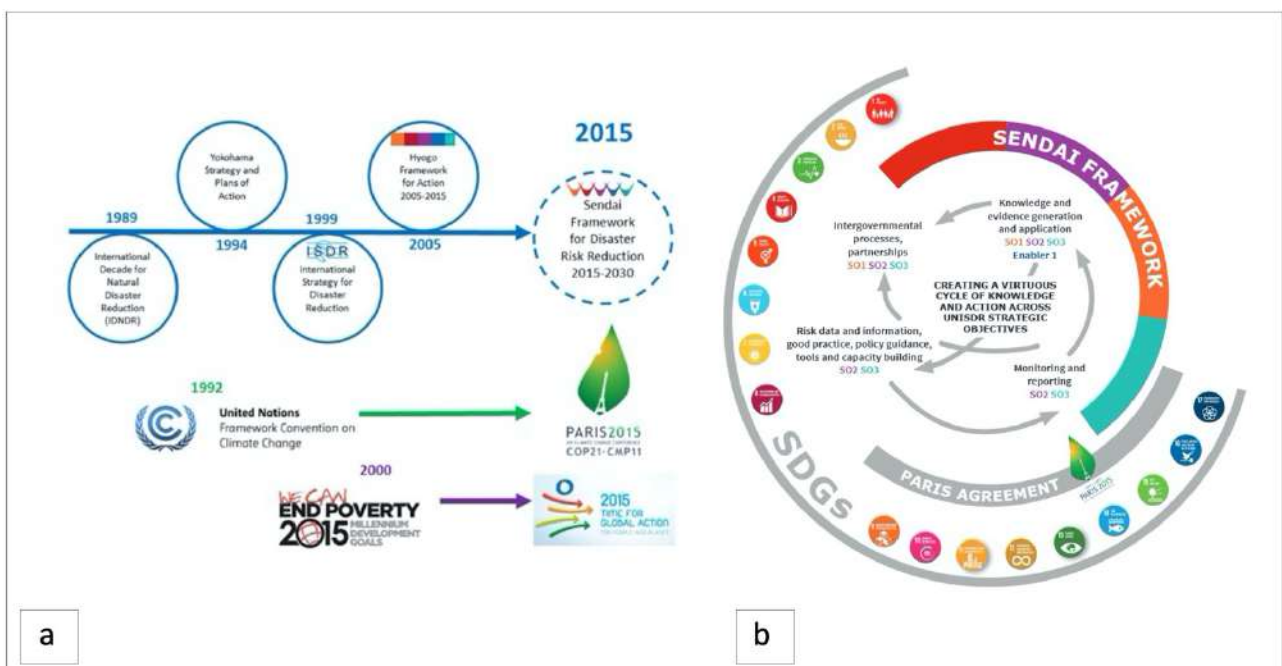 2015
Yokohama
Strategy and
Plans of
Action
Hyogo
Framework
for Action
2005-2015
Sendai
Framework
for Disaster
Risk Reduction
2015-2030
1989
1994
1999
2005
International
Decade for
Natural
Disaster
Reduction
(IDNDR)
ISDR
International
Strategy for
Disaster
Reduction
1992
United Nations
Framework Convention on
Climate Change
PARIS2015
COP21·CMP11
2000
WE CAN
END POVERTY
2015 MILLENNIUM
DEVELOPMENT
GOALS
2015
TIME FOR
GLOBAL ACTION
a
SENDAI FRAMEWORK
Knowledge and
evidence generation
and application
SO1 SO2 SO3
Enabler 1
Intergovernmental
processes,
partnerships
SO1 SO2 SO3
CREATING A VIRTUOUS
CYCLE OF KNOWLEDGE
AND ACTION ACROSS
UNISDR STRATEGIC
OBJECTIVES
Risk data and information,
good practice, policy guidance,
tools and capacity building
SO2 SO3
Monitoring and
reporting
SO2 SO3
PARIS AGREEMENT
PARIS 2015
SDGs
b